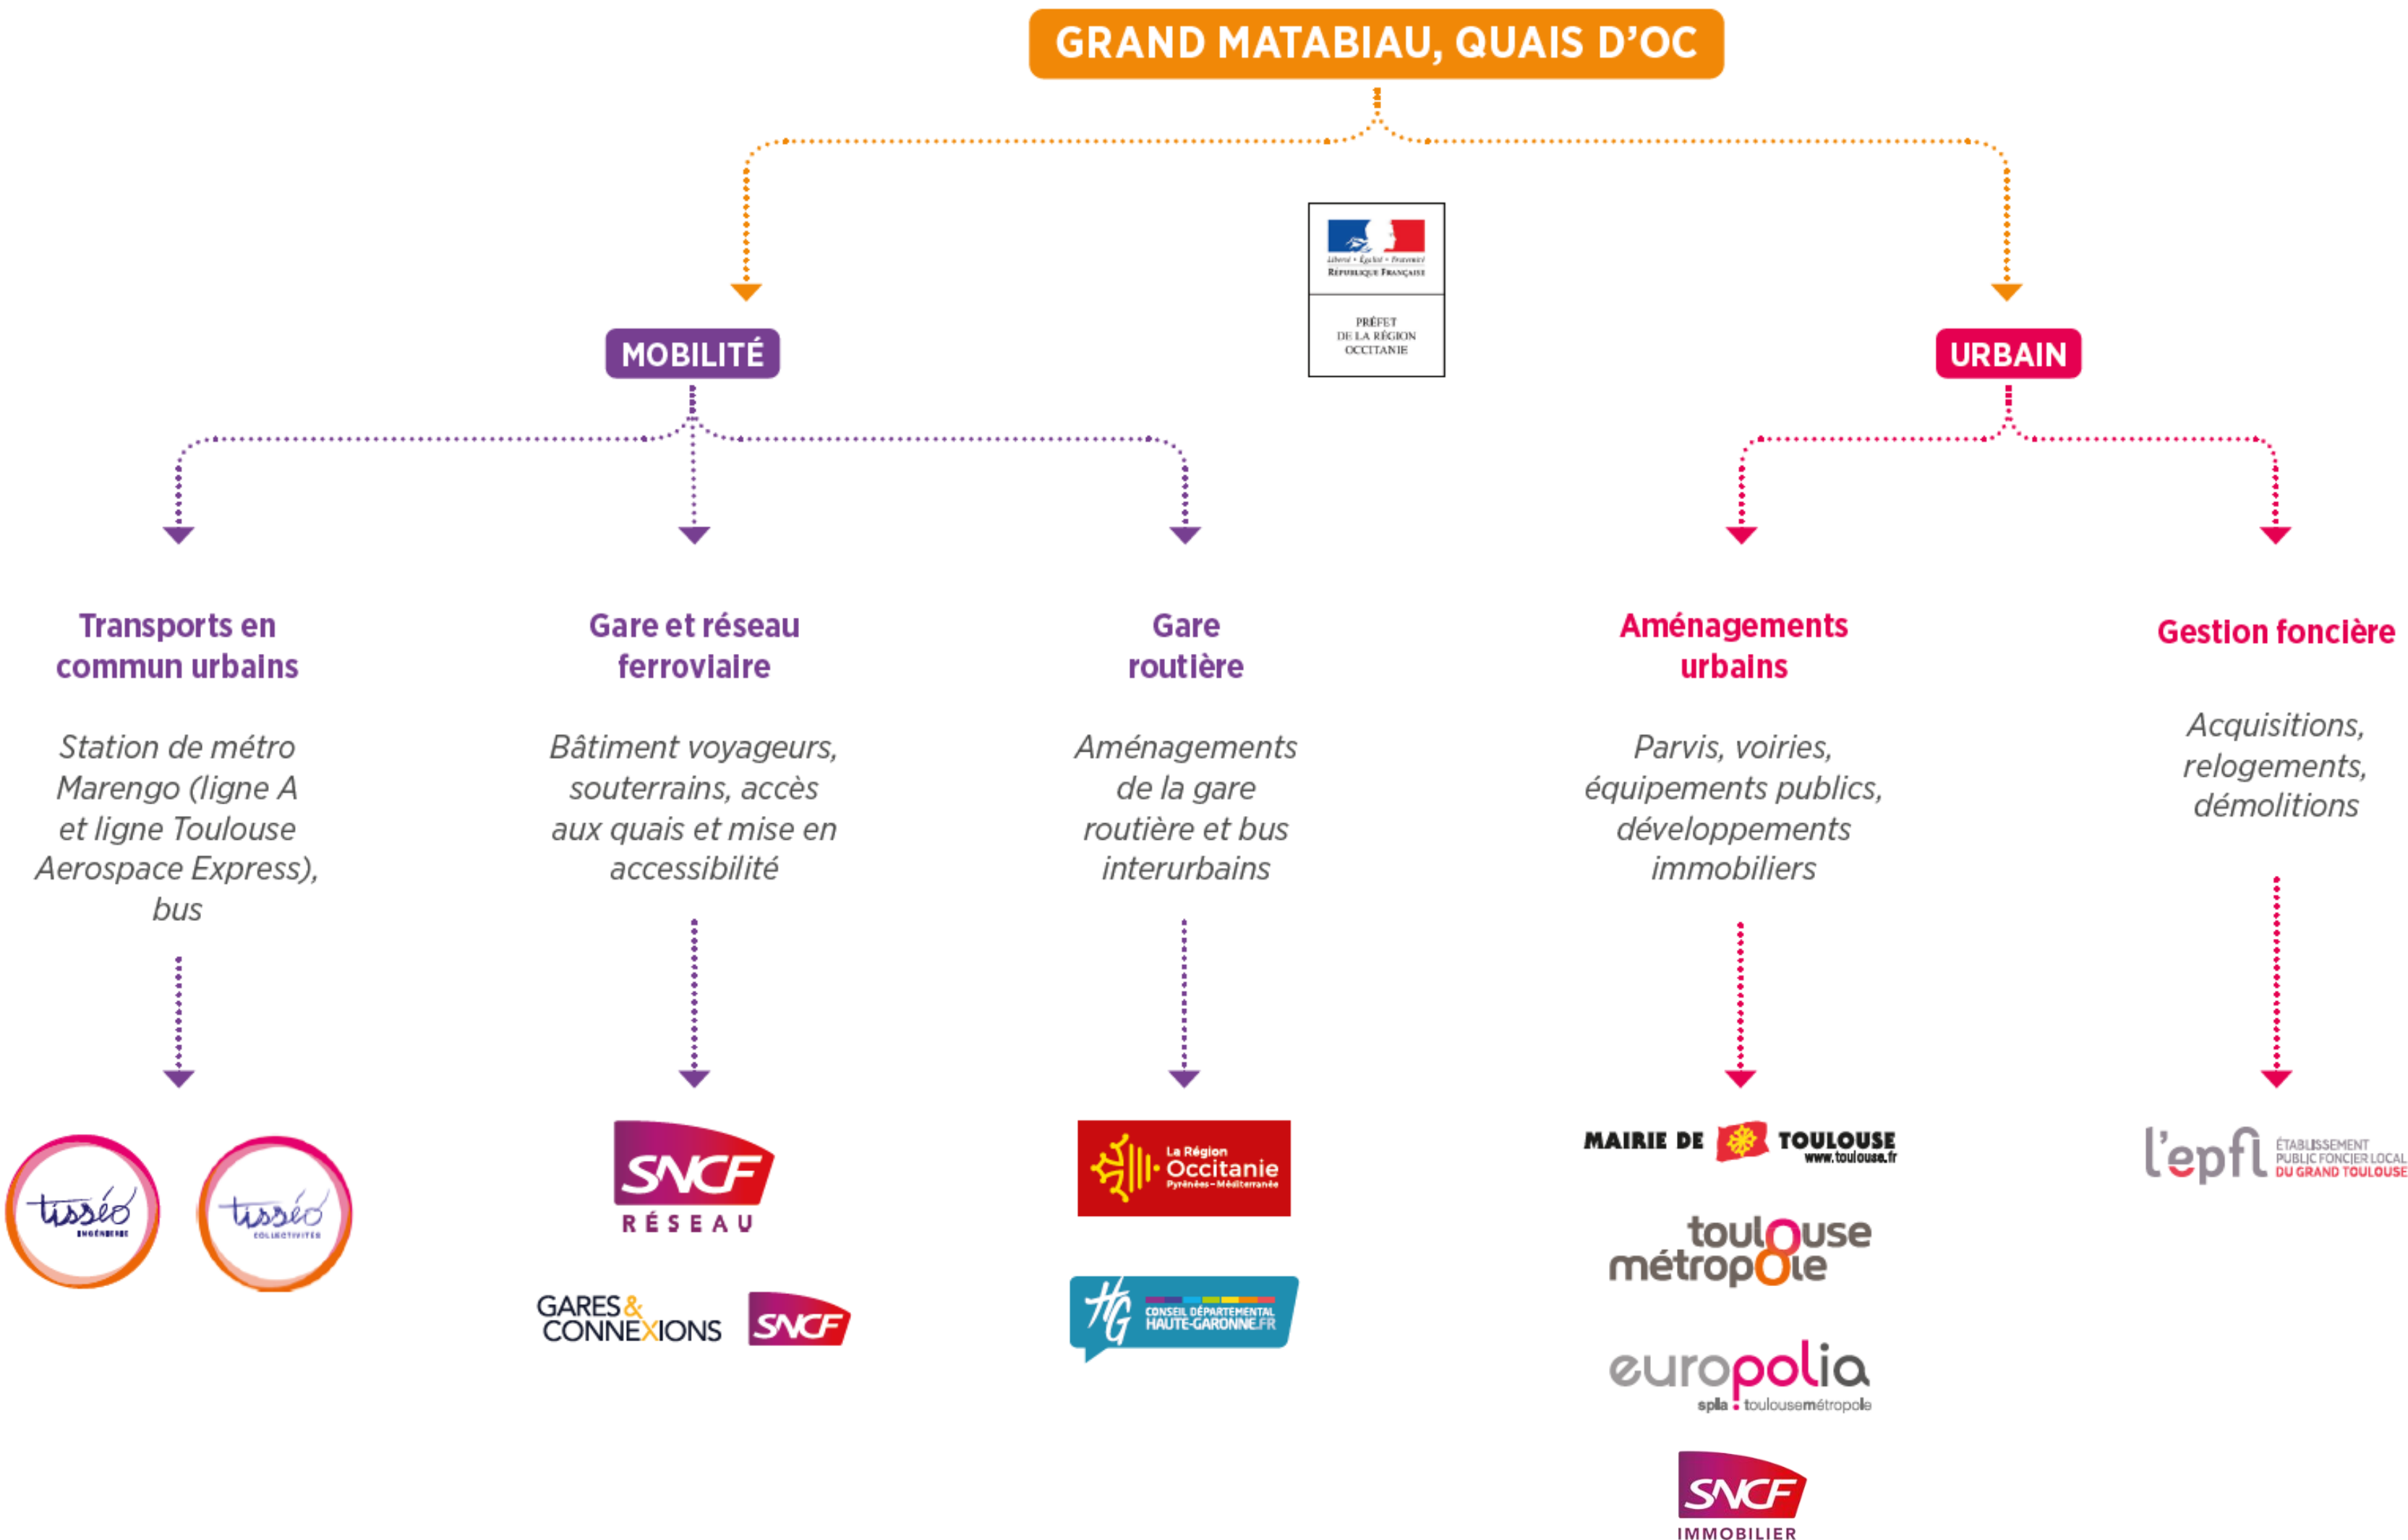 GRAND MATABIAU, QUAIS D'OC
Liberté • Égalité • Fraternité
RÉPUBLIQUE FRANÇAISE
PRÉFET
DE LA RÉGION
OCCITANIE
MOBILITÉ
URBAIN
Transports en
commun urbains
Station de métro
Marengo (ligne A
et ligne Toulouse
Aerospace Express),
bus
tisséo
INGÉNIERIE
tisséo
COLLECTIVITÉS
Gare et réseau
ferroviaire
Bâtiment voyageurs,
souterrains, accès
aux quais et mise en
accessibilité
SNCF
RÉSEAU
GARES &
CONNEXIONS
SNCF
Gare
routière
Aménagements
de la gare
routière et bus
interurbains
La Région
Occitanie
Pyrénées - Méditerranée
HG
CONSEIL DÉPARTEMENTAL
HAUTE-GARONNE.FR
Aménagements
urbains
Parvis, voiries,
équipements publics,
développements
immobiliers
MAIRIE DE TOULOUSE
www.toulouse.fr
toulouse
métropole
europolia
spla toulousemétropole
SNCF
IMMOBILIER
Gestion foncière
Acquisitions,
relogements,
démolitions
l'epfl
ÉTABLISSEMENT
PUBLIC FONCIER LOCAL
DU GRAND TOULOUSE